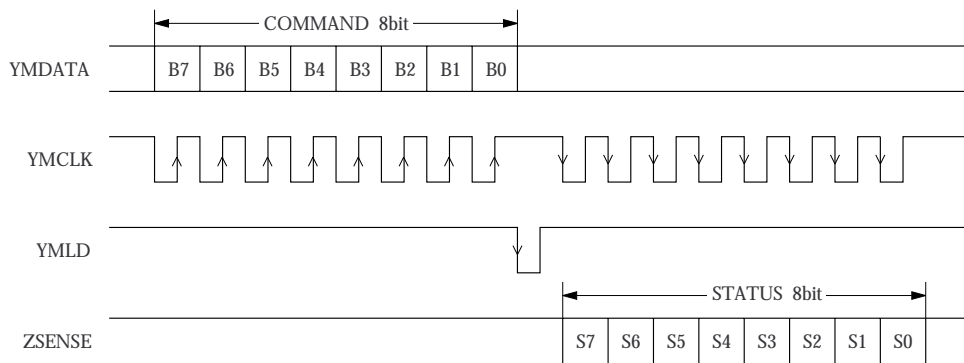 COMMAND 8bit
YMDATA B7 B6 B5 B4 B3 B2 B1 B0
YMCLK
YMLD
STATUS 8bit
ZSENSE S7 S6 S5 S4 S3 S2 S1 S0